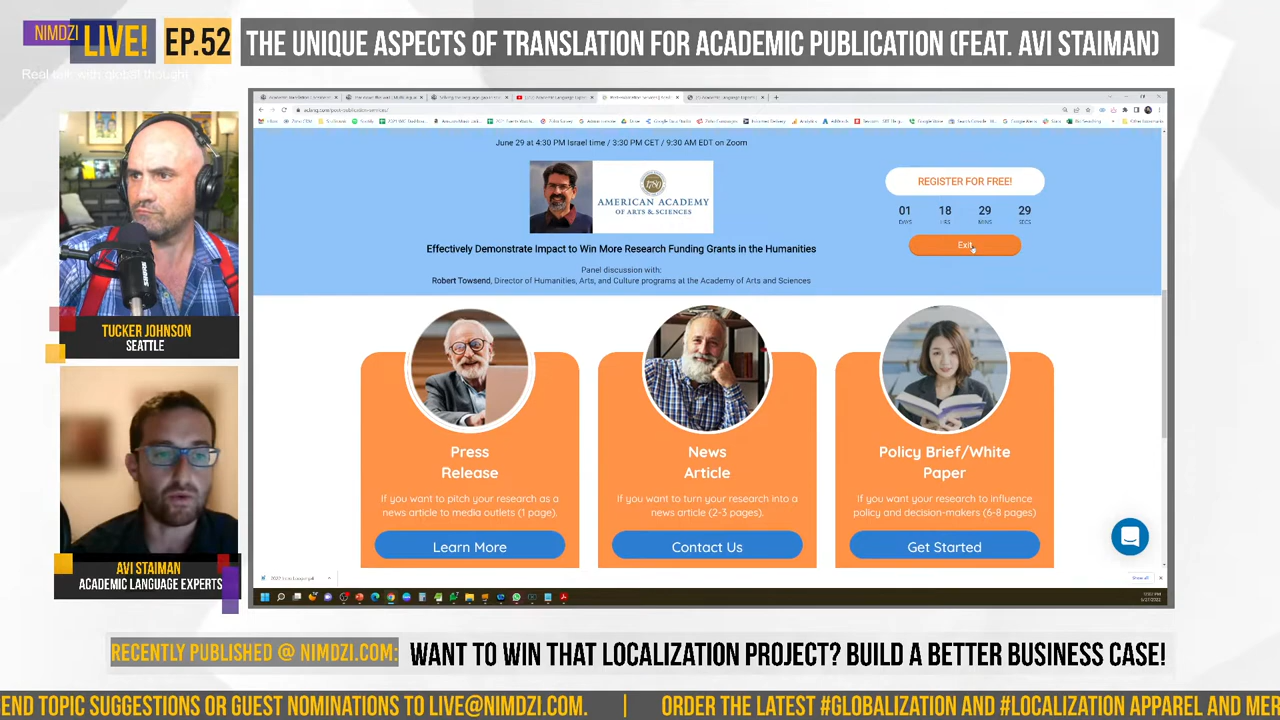 NIMDZI
LIVE!
EP.52
THE UNIQUE ASPECTS OF TRANSLATION FOR ACADEMIC PUBLICATION (FEAT. AVI STAIMAN)
June 29 at 4:30 PM Israel time / 3:30 PM CET / 9:30 AM EDT on Zoom
1780
AMERICAN ACADEMY
OF ARTS & SCIENCES
REGISTER FOR FREE!
01 18 29 29
DAYS HRS MINS SECS
Exit
Effectively Demonstrate Impact to Win More Research Funding Grants in the Humanities
Panel discussion with:
Robert Towsend, Director of Humanities, Arts, and Culture programs at the Academy of Arts and Sciences
TUCKER JOHNSON
SEATTLE
AVI STAIMAN
ACADEMIC LANGUAGE EXPERTS
Press
Release
If you want to pitch your research as a
news article to media outlets (1 page).
Learn More
News
Article
If you want to turn your research into a
news article (2-3 pages).
Contact Us
Policy Brief/White
Paper
If you want your research to influence
policy and decision-makers (6-8 pages)
Get Started
Show all
RECENTLY PUBLISHED @ NIMDZI.COM: WANT TO WIN THAT LOCALIZATION PROJECT? BUILD A BETTER BUSINESS CASE!
SEND TOPIC SUGGESTIONS OR GUEST NOMINATIONS TO LIVE@NIMDZI.COM. | ORDER THE LATEST #GLOBALIZATION AND #LOCALIZATION APPAREL AND MER